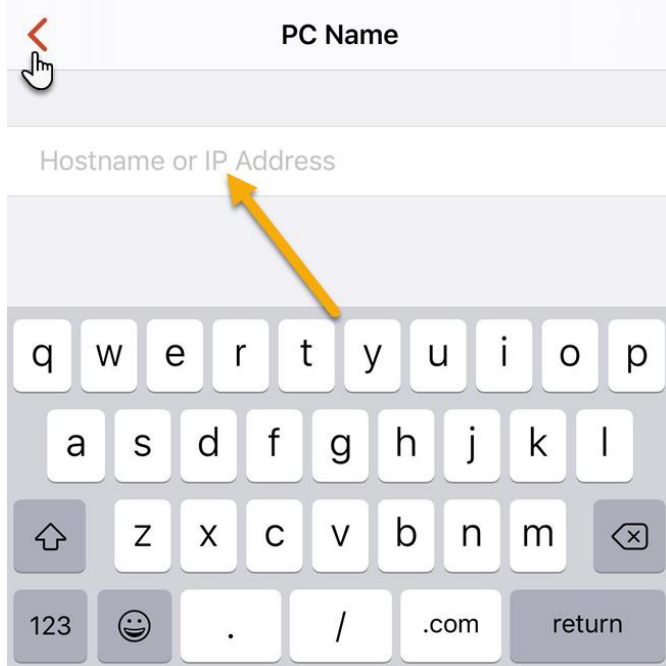 PC Name
Hostname or IP Address
q w e r t y u i o p
a s d f g h j k l
z x c v b n m
123 . / .com return